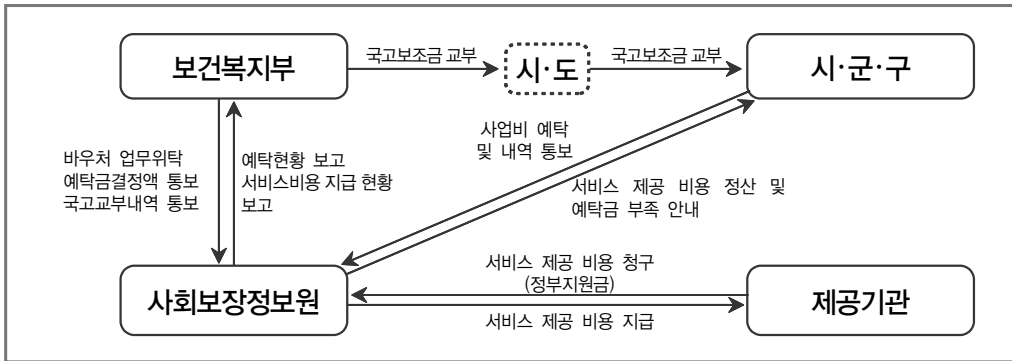 보건복지부
국고보조금 교부
시·도
국고보조금 교부
시·군·구
바우처 업무위탁
예탁금결정액 통보
국고교부내역 통보
예탁현황 보고
서비스비용 지급 현황
보고
사업비 예탁
및 내역 통보
서비스 제공 비용 정산 및
예탁금 부족 안내
사회보장정보원
서비스 제공 비용 청구
(정부지원금)
서비스 제공 비용 지급
제공기관